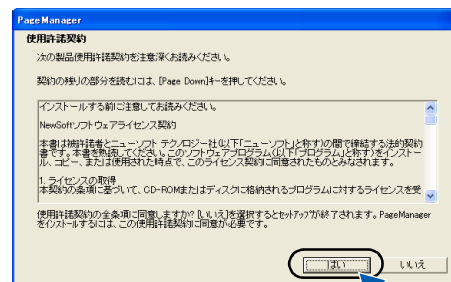 PageManager
使用許諾契約
次の製品使用許諾契約を注意深くお読みください。
契約の残りの部分を読むには、[Page Down]キーを押してください。
インストールする前に注意してお読みください。
NewSoftソフトウェアライセンス契約
本書は被許諾者とニューソフト テクノロジー社(以下「ニューソフト」と称す)の間で締結する法的契約
書です。本書を熟読してください。このソフトウェアプログラム(以下「プログラム」と称す)をインストー
ル、コピー、または使用された時点で、このライセンス契約に同意されたものとみなされます。
1. ライセンスの取得
本契約の条項に基づいて、CD-ROMまたはディスクに格納されるプログラムに対するライセンスを受
使用許諾契約の全条項に同意しますか? [いいえ]を選択するとセットアップが終了されます。PageManager
をインストールするには、この使用許諾契約に同意が必要です。
はい
いいえ